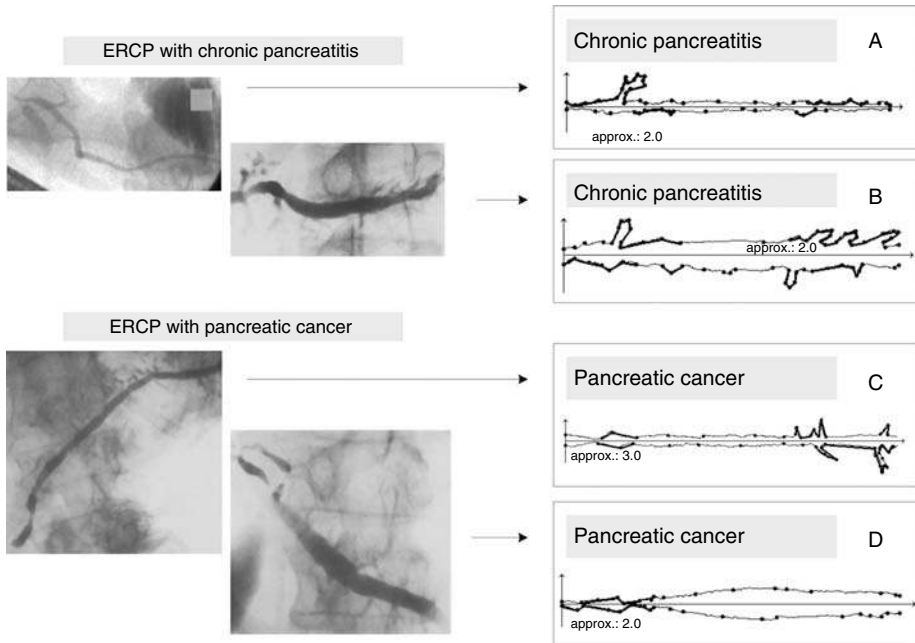 ERCP with chronic pancreatitis
Chronic pancreatitis A
approx.: 2.0
Chronic pancreatitis B
approx.: 2.0
ERCP with pancreatic cancer
Pancreatic cancer C
approx.: 3.0
Pancreatic cancer D
approx.: 2.0